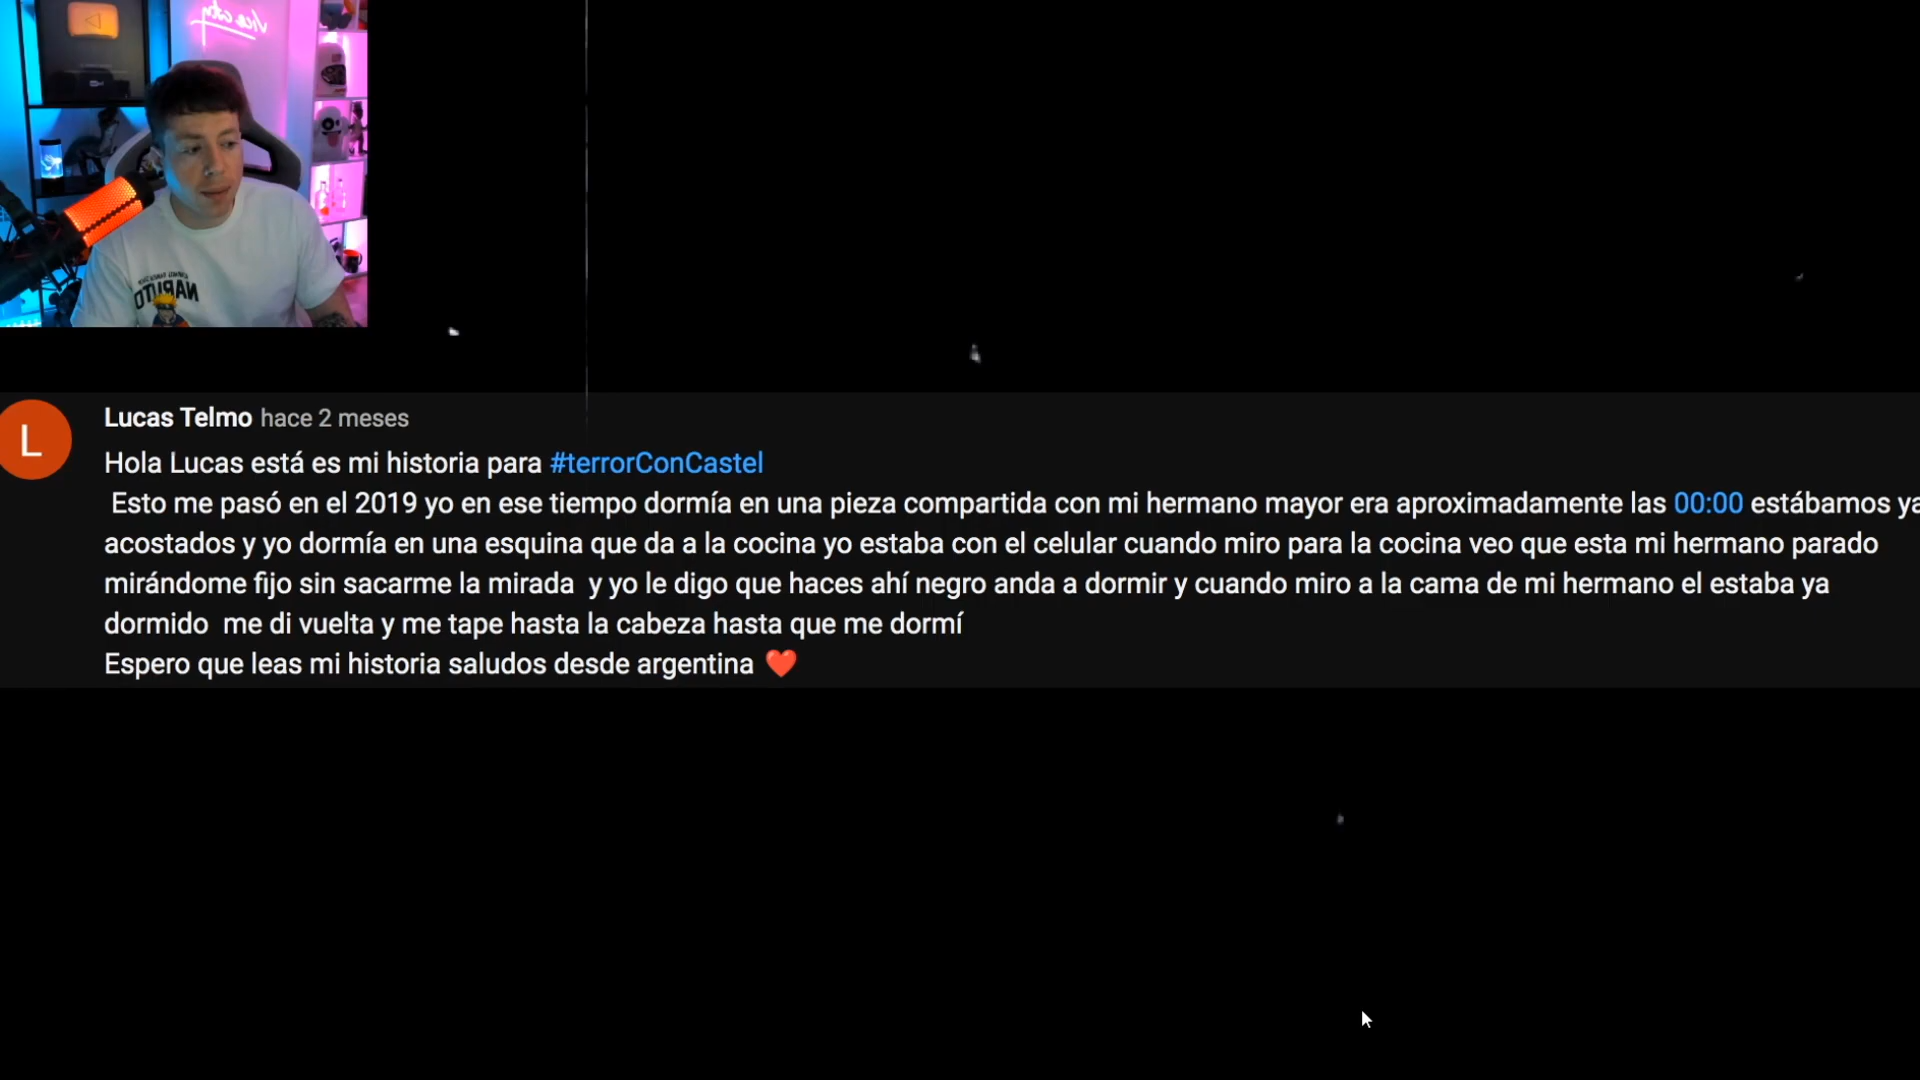 Vice city
NARUTO
Lucas Telmo hace 2 meses
L
Hola Lucas está es mi historia para #terrorConCastel
Esto me pasó en el 2019 yo en ese tiempo dormía en una pieza compartida con mi hermano mayor era aproximadamente las 00:00 estábamos ya
acostados y yo dormía en una esquina que da a la cocina yo estaba con el celular cuando miro para la cocina veo que esta mi hermano parado
mirándome fijo sin sacarme la mirada y yo le digo que haces ahí negro anda a dormir y cuando miro a la cama de mi hermano el estaba ya
dormido me di vuelta y me tape hasta la cabeza hasta que me dormí
Espero que leas mi historia saludos desde argentina ❤️